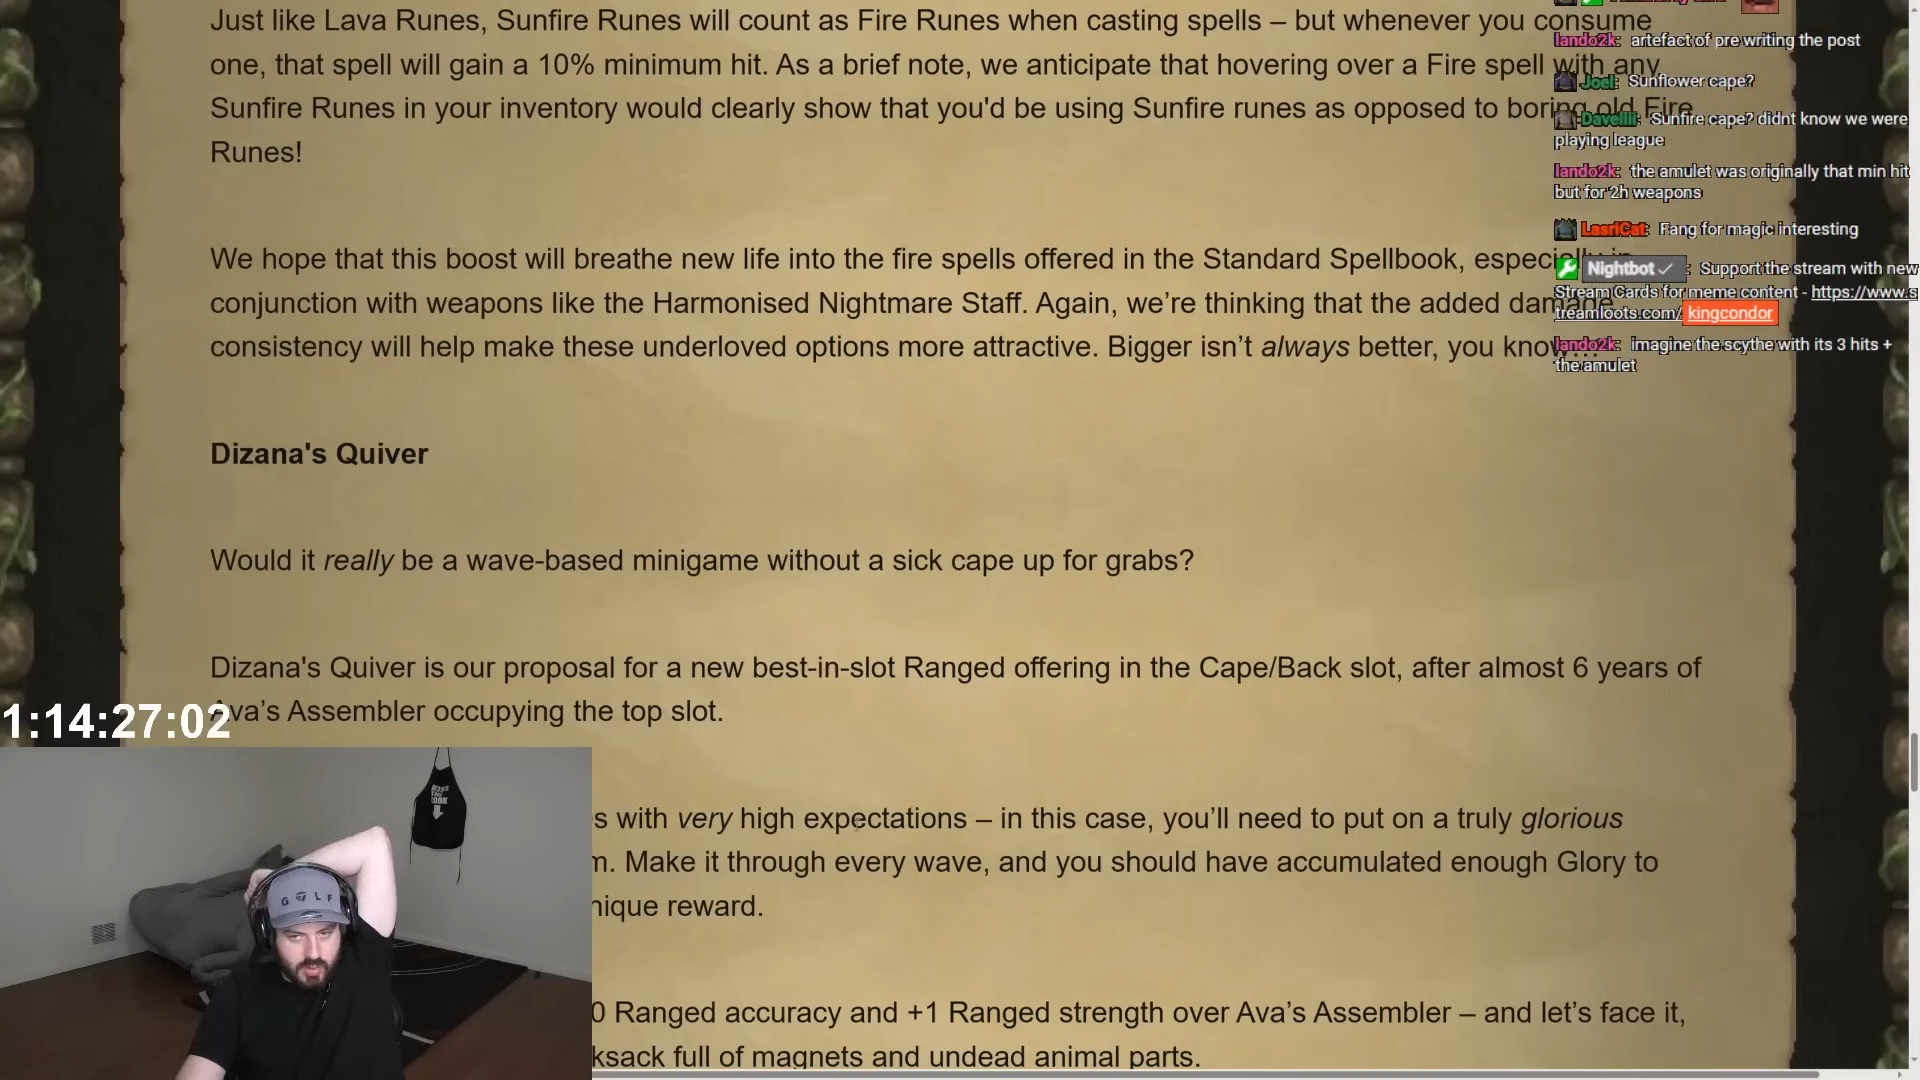 Just like Lava Runes, Sunfire Runes will count as Fire Runes when casting spells – but whenever you consume
one, that spell will gain a 10% minimum hit. As a brief note, we anticipate that hovering over a Fire spell with any
Sunfire Runes in your inventory would clearly show that you'd be using Sunfire runes as opposed to boring old Fire
Runes!
We hope that this boost will breathe new life into the fire spells offered in the Standard Spellbook, especially in
conjunction with weapons like the Harmonised Nightmare Staff. Again, we’re thinking that the added damage
consistency will help make these underloved options more attractive. Bigger isn’t always better, you know…
Dizana's Quiver
Would it really be a wave-based minigame without a sick cape up for grabs?
Dizana's Quiver is our proposal for a new best-in-slot Ranged offering in the Cape/Back slot, after almost 6 years of
Ava’s Assembler occupying the top slot.
s with very high expectations – in this case, you’ll need to put on a truly glorious
m. Make it through every wave, and you should have accumulated enough Glory to
nique reward.
0 Ranged accuracy and +1 Ranged strength over Ava’s Assembler – and let’s face it,
ksack full of magnets and undead animal parts.
lando2k: artefact of pre writing the post
Joel: Sunflower cape?
Davellii: Sunfire cape? didnt know we were
playing league
lando2k: the amulet was originally that min hit
but for 2h weapons
LasriCat: Fang for magic interesting
Nightbot ✓ : Support the stream with new
Stream Cards for meme content - https://www.s
treamloots.com/kingcondor
lando2k: imagine the scythe with its 3 hits +
the amulet
1:14:27:02
KISS
THE
COOK
GOLF